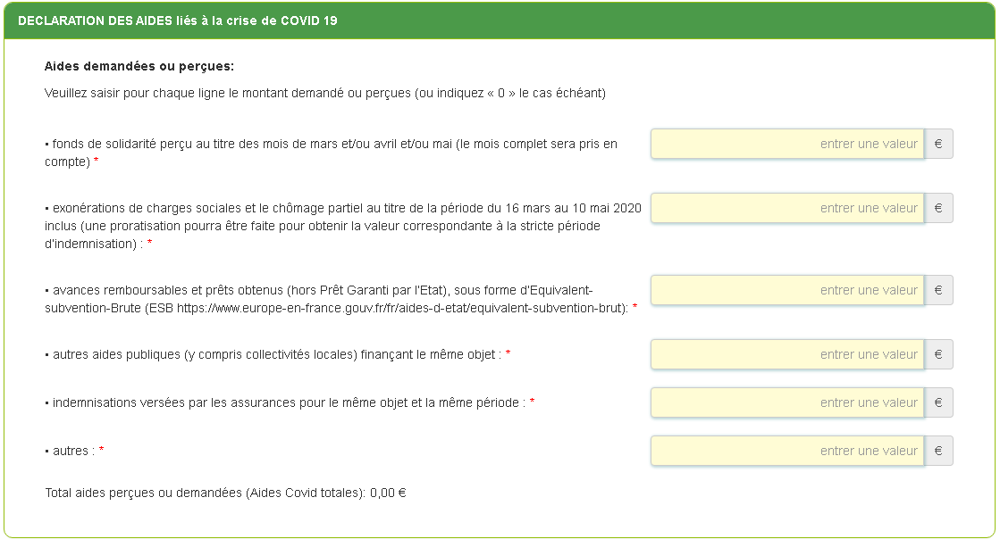 DECLARATION DES AIDES liés à la crise de COVID 19
Aides demandées ou perçues:
Veuillez saisir pour chaque ligne le montant demandé ou perçues (ou indiquez « 0 » le cas échéant)
• fonds de solidarité perçu au titre des mois de mars et/ou avril et/ou mai (le mois complet sera pris en
compte) *
entrer une valeur €
• exonérations de charges sociales et le chômage partiel au titre de la période du 16 mars au 10 mai 2020
inclus (une proratisation pourra être faite pour obtenir la valeur correspondante à la stricte période
d'indemnisation) : *
entrer une valeur €
• avances remboursables et prêts obtenus (hors Prêt Garanti par l'Etat), sous forme d'Equivalent-
subvention-Brute (ESB https://www.europe-en-france.gouv.fr/fr/aides-d-etat/equivalent-subvention-brut): *
entrer une valeur €
• autres aides publiques (y compris collectivités locales) finançant le même objet : *
entrer une valeur €
• indemnisations versées par les assurances pour le même objet et la même période : *
entrer une valeur €
• autres : *
entrer une valeur €
Total aides perçues ou demandées (Aides Covid totales): 0,00 €